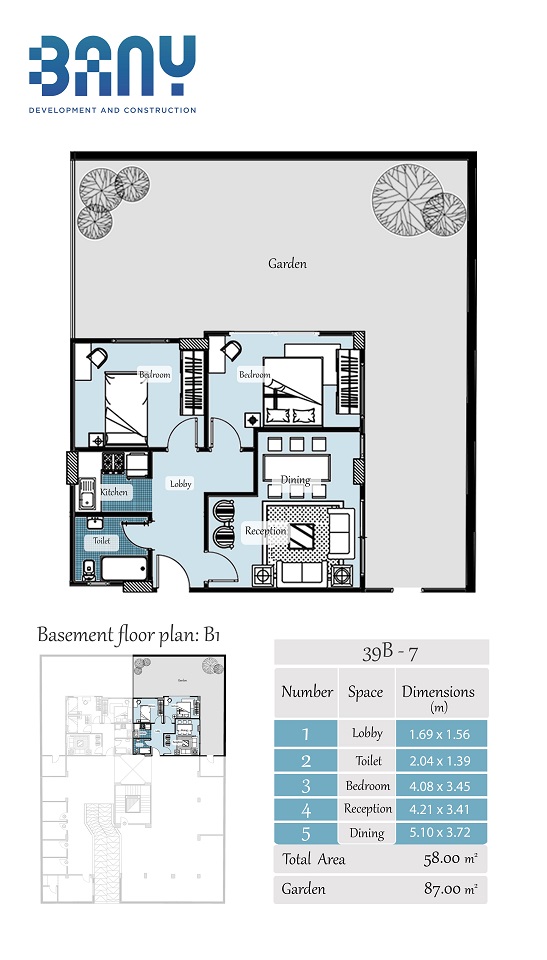 BANY
DEVELOPMENT AND CONSTRUCTION
Garden
Bedroom
Bedroom
Kitchen
Lobby
Dining
Toilet
Reception
Basement floor plan: B1
39B - 7
Number Space Dimensions
(m)
1 Lobby 1.69 x 1.56
2 Toilet 2.04 x 1.39
3 Bedroom 4.08 x 3.45
4 Reception 4.21 x 3.41
5 Dining 5.10 x 3.72
Total Area 58.00 m²
Garden 87.00 m²